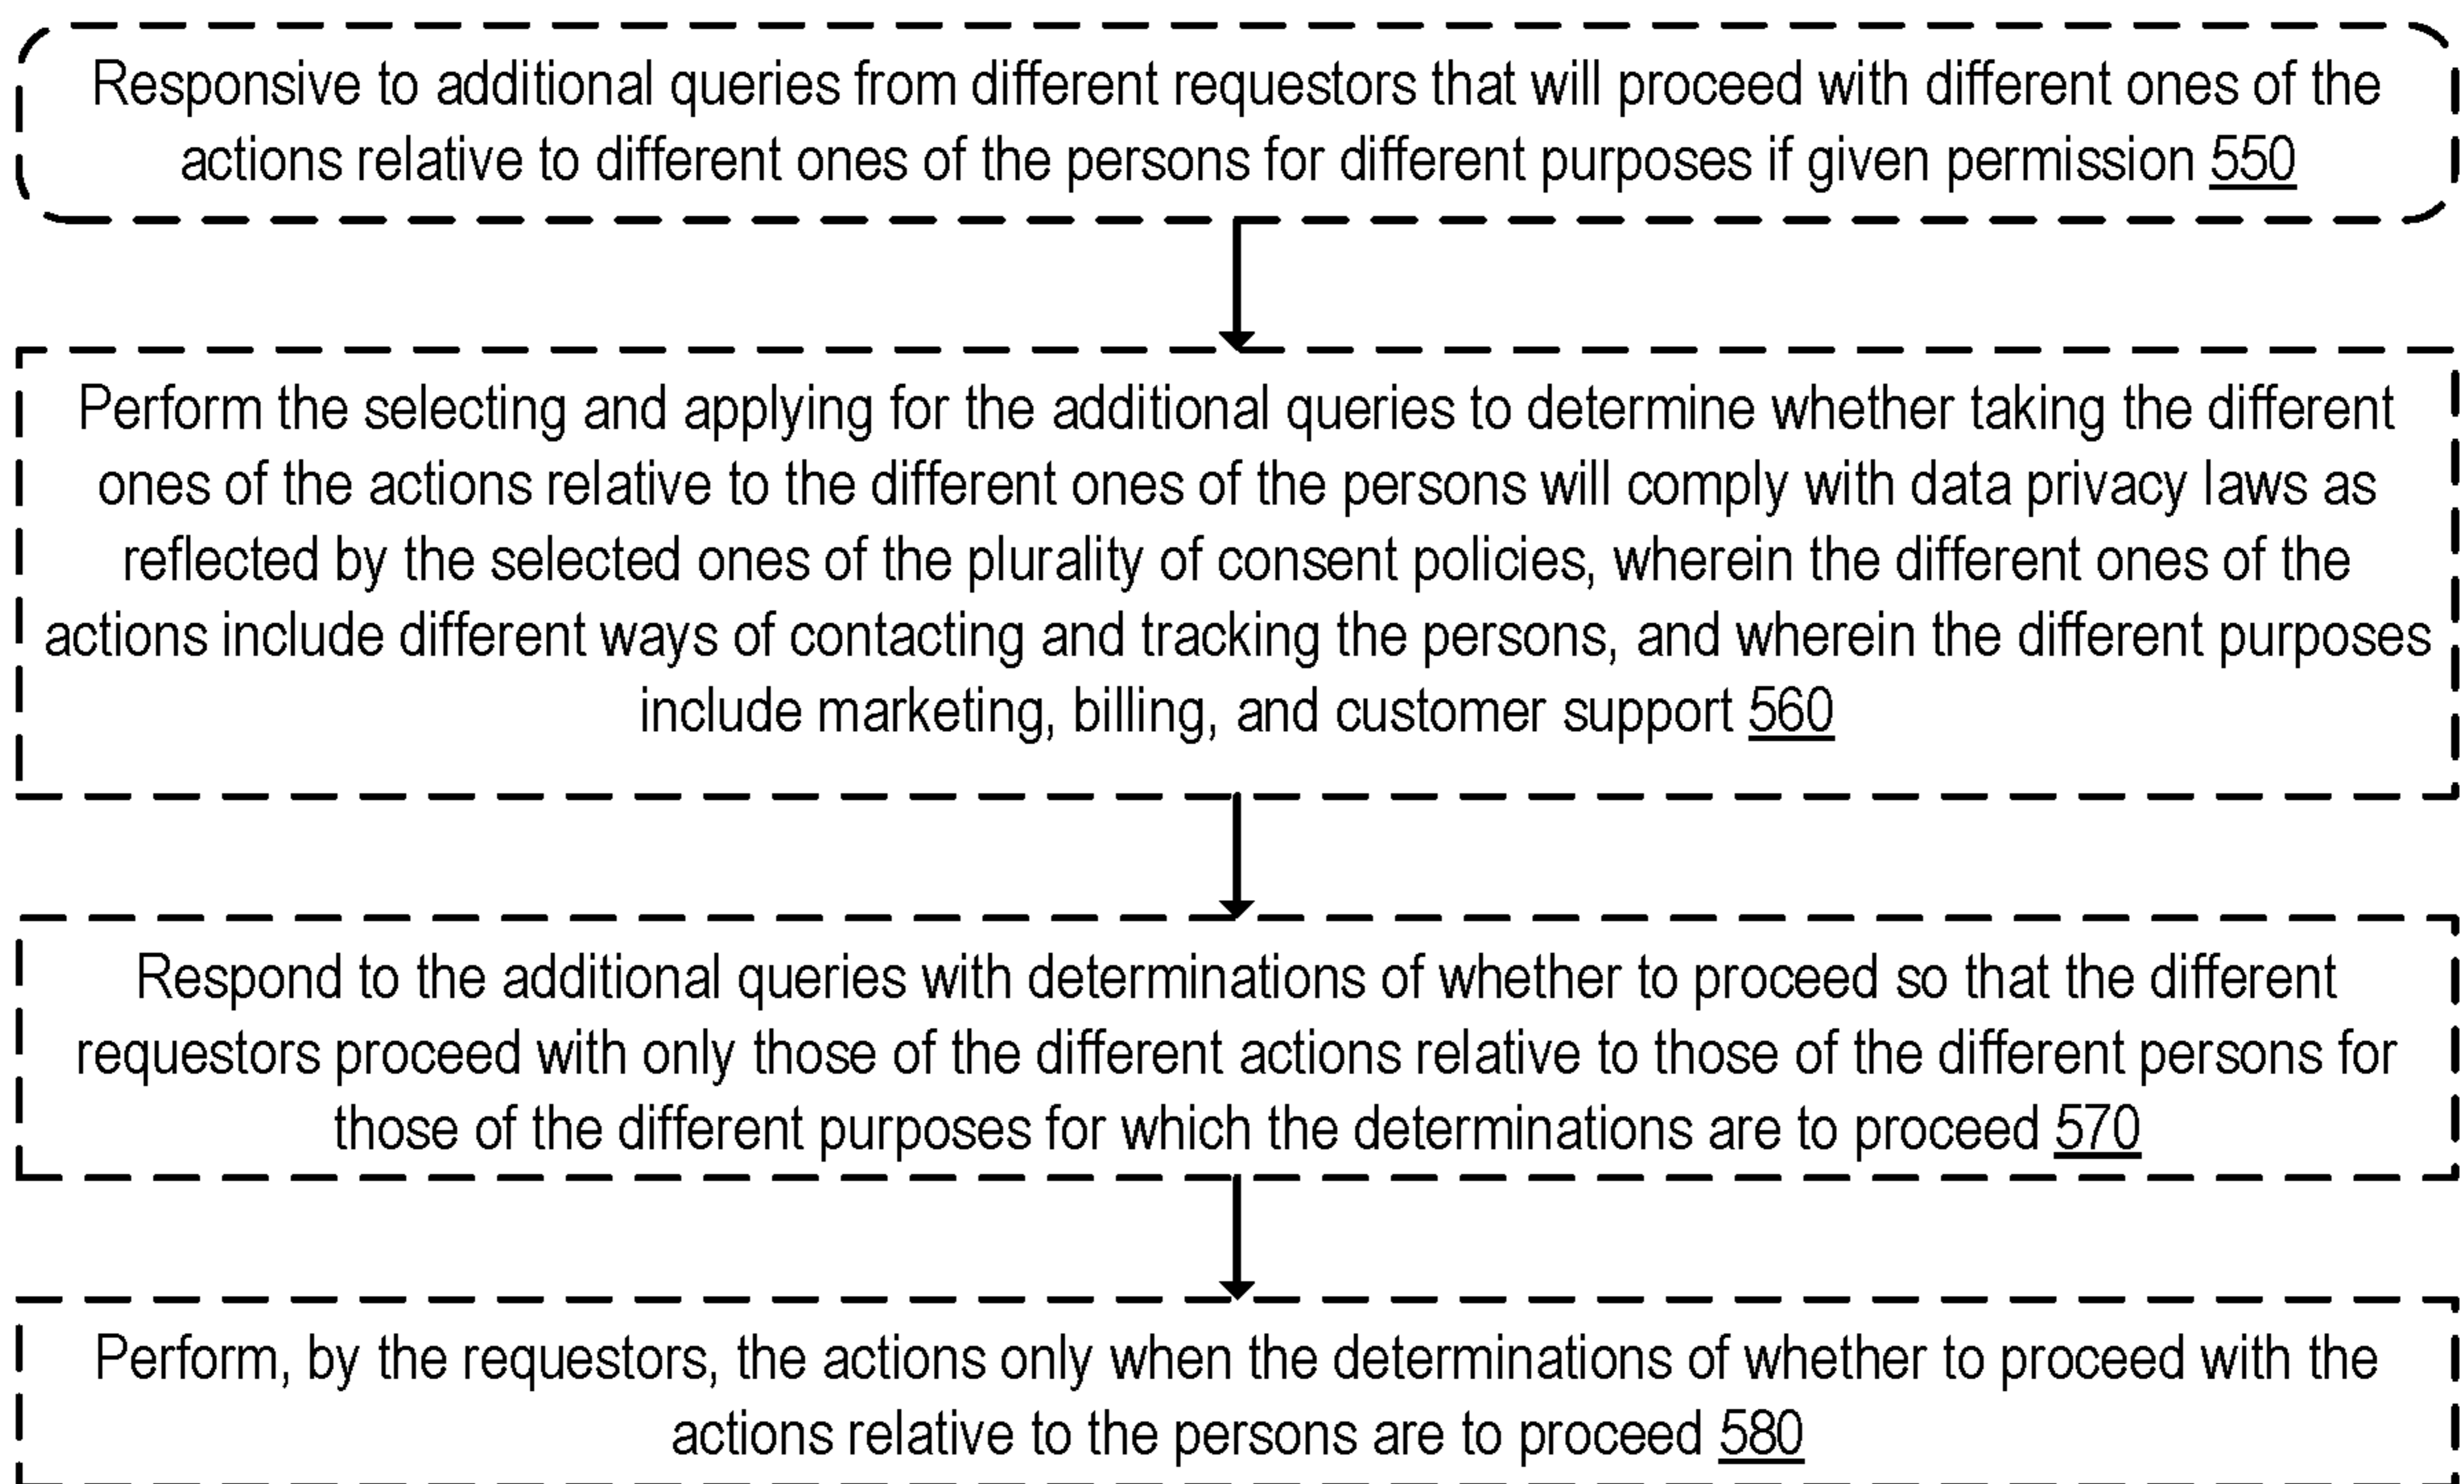 Responsive to additional queries from different requestors that will proceed with different ones of the
actions relative to different ones of the persons for different purposes if given permission 550
Perform the selecting and applying for the additional queries to determine whether taking the different
ones of the actions relative to the different ones of the persons will comply with data privacy laws as
reflected by the selected ones of the plurality of consent policies, wherein the different ones of the
actions include different ways of contacting and tracking the persons, and wherein the different purposes
include marketing, billing, and customer support 560
Respond to the additional queries with determinations of whether to proceed so that the different
requestors proceed with only those of the different actions relative to those of the different persons for
those of the different purposes for which the determinations are to proceed 570
Perform, by the requestors, the actions only when the determinations of whether to proceed with the
actions relative to the persons are to proceed 580